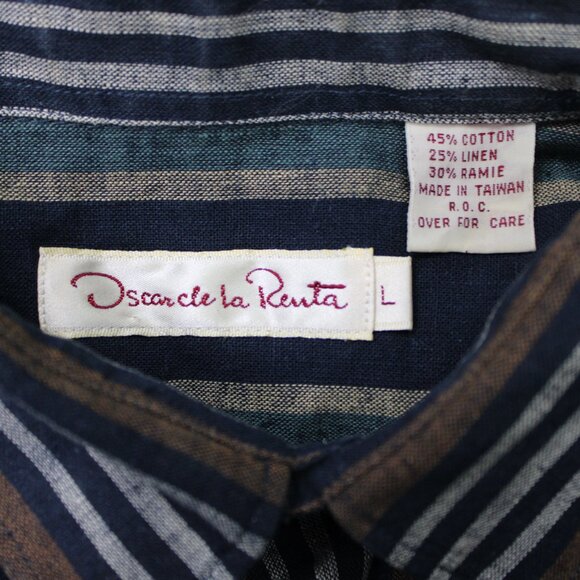 45% COTTON
25% LINEN
30% RAMIE
MADE IN TAIWAN
R.O.C.
OVER FOR CARE
Oscar de la Renta
L